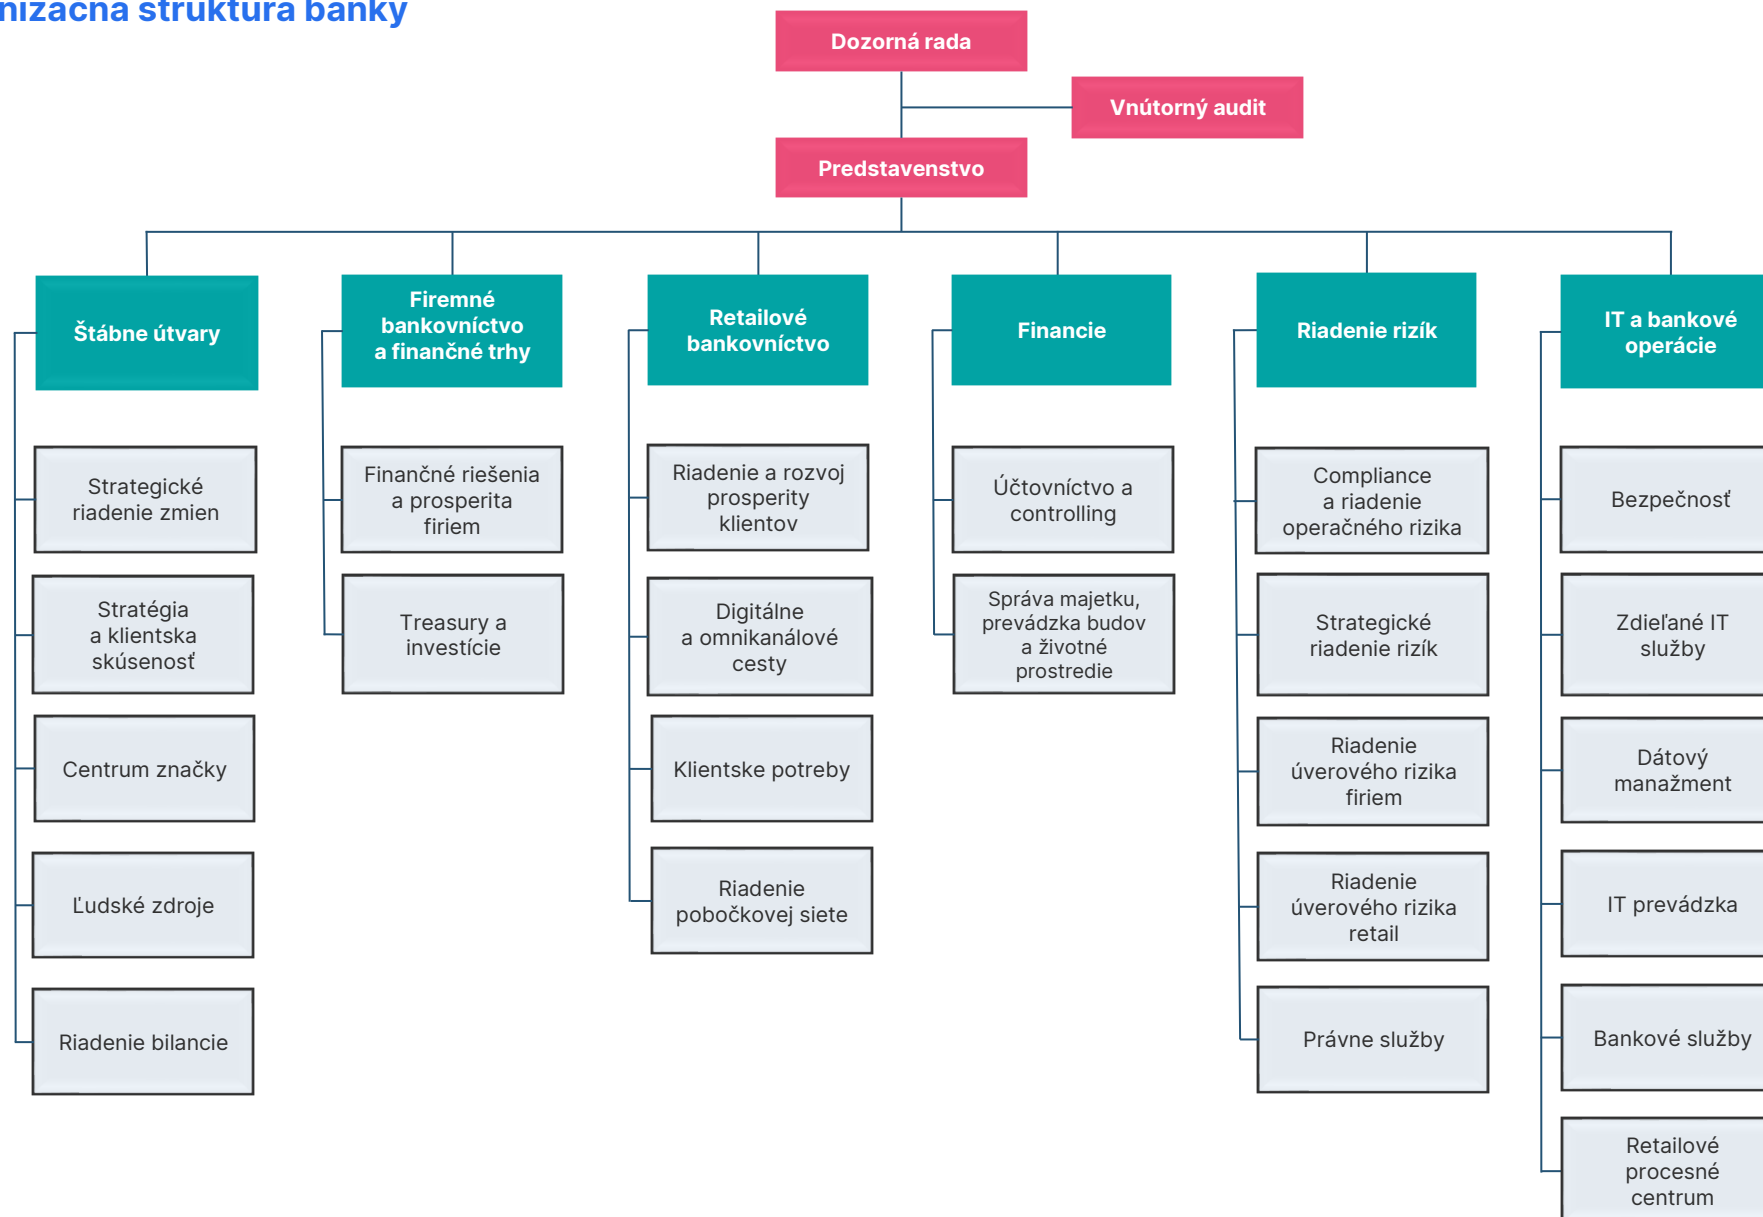 nizačná štruktúra banky
Dozorná rada
Vnútorný audit
Predstavenstvo
Štábne útvary
Firemné
bankovníctvo
a finančné trhy
Retailové
bankovníctvo
Financie
Riadenie rizík
IT a bankové
operácie
Strategické
riadenie zmien
Stratégia
a klientska
skúsenosť
Centrum značky
Ľudské zdroje
Riadenie bilancie
Finančné riešenia
a prosperita
firiem
Treasury a
investície
Riadenie a rozvoj
prosperity
klientov
Digitálne
a omnikanálové
cesty
Klientske potreby
Riadenie
pobočkovej siete
Účtovníctvo a
controlling
Správa majetku,
prevádzka budov
a životné
prostredie
Compliance
a riadenie
operačného rizika
Strategické
riadenie rizík
Riadenie
úverového rizika
firiem
Riadenie
úverového rizika
retail
Právne služby
Bezpečnosť
Zdieľané IT
služby
Dátový
manažment
IT prevádzka
Bankové služby
Retailové
procesné
centrum